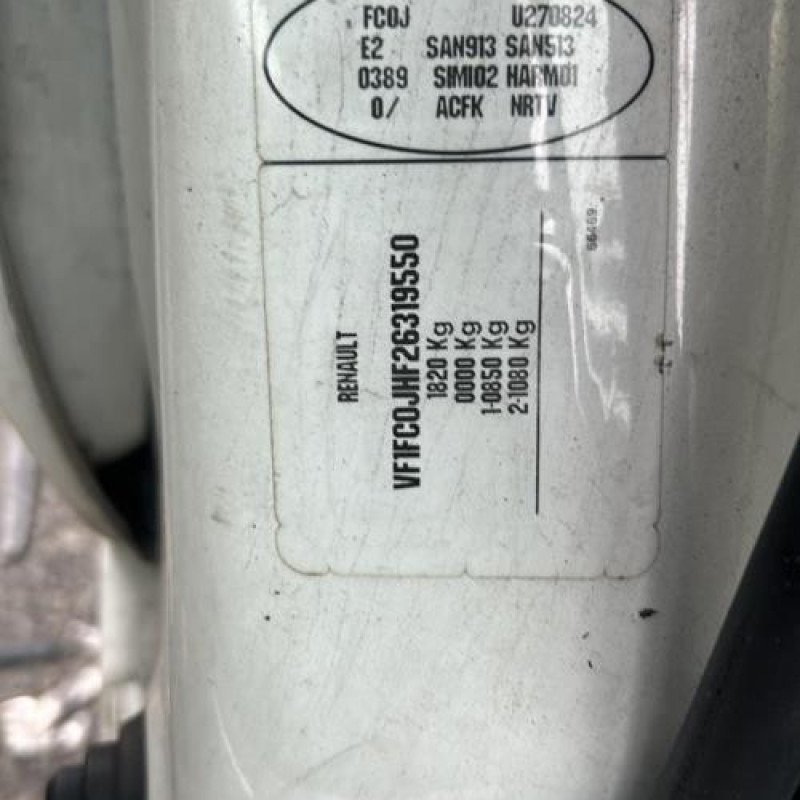 FC0J U270824
E2 SAN913 SAN513
0389 SIMI02 HARM01
0/ ACFK NRTV
RENAULT
VF1FC0JHF26319550
1820 Kg
0000 Kg
1-0850 Kg
2-1080 Kg